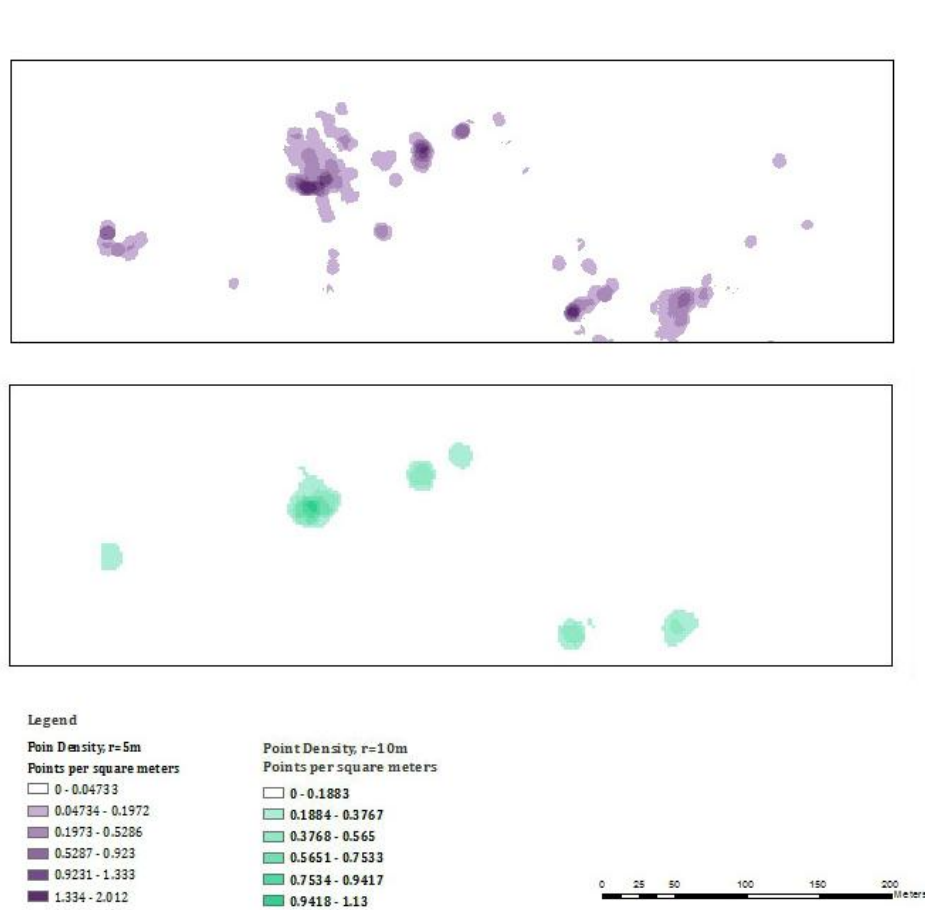 Legend
Poin Density, r=5m
Points per square meters
0 - 0.04733
0.04734 - 0.1972
0.1973 - 0.5286
0.5287 - 0.923
0.9231 - 1.333
1.334 - 2.012
Point Density, r=10m
Points per square meters
0 - 0.1883
0.1884 - 0.3767
0.3768 - 0.565
0.5651 - 0.7533
0.7534 - 0.9417
0.9418 - 1.13
0 25 50 100 150 200
Meters